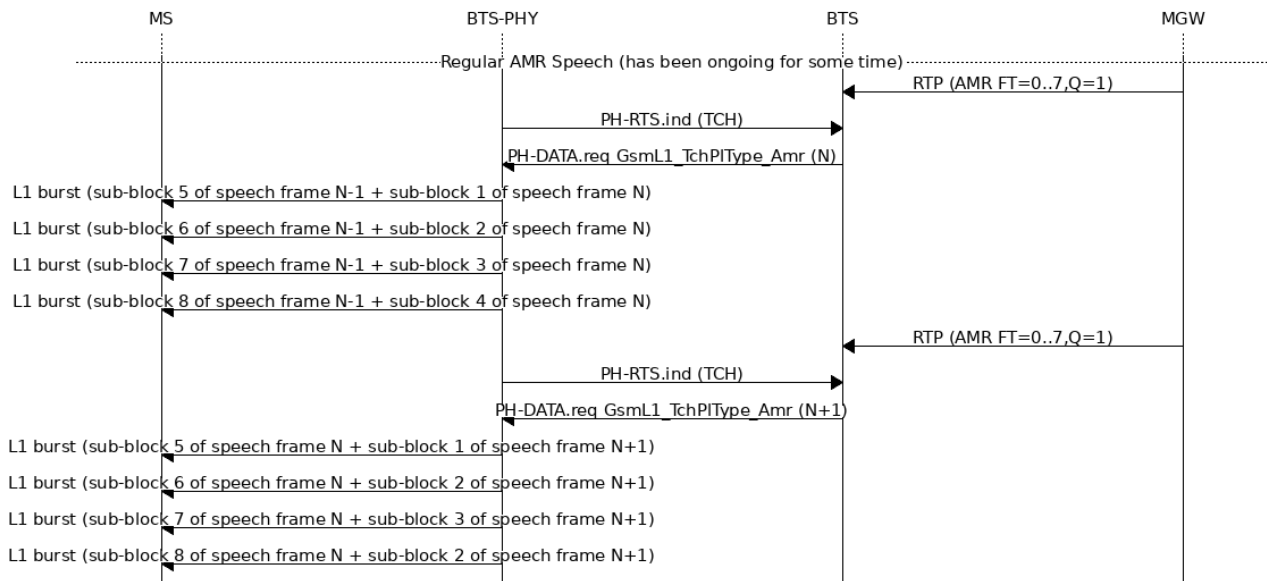 MS BTS-PHY BTS MGW
Regular AMR Speech (has been ongoing for some time)
RTP (AMR FT=0..7,Q=1)
PH-RTS.ind (TCH)
PH-DATA.req GsmL1_TchPlType_Amr (N)
L1 burst (sub-block 5 of speech frame N-1 + sub-block 1 of speech frame N)
L1 burst (sub-block 6 of speech frame N-1 + sub-block 2 of speech frame N)
L1 burst (sub-block 7 of speech frame N-1 + sub-block 3 of speech frame N)
L1 burst (sub-block 8 of speech frame N-1 + sub-block 4 of speech frame N)
RTP (AMR FT=0..7,Q=1)
PH-RTS.ind (TCH)
PH-DATA.req GsmL1_TchPlType_Amr (N+1)
L1 burst (sub-block 5 of speech frame N + sub-block 1 of speech frame N+1)
L1 burst (sub-block 6 of speech frame N + sub-block 2 of speech frame N+1)
L1 burst (sub-block 7 of speech frame N + sub-block 3 of speech frame N+1)
L1 burst (sub-block 8 of speech frame N + sub-block 2 of speech frame N+1)